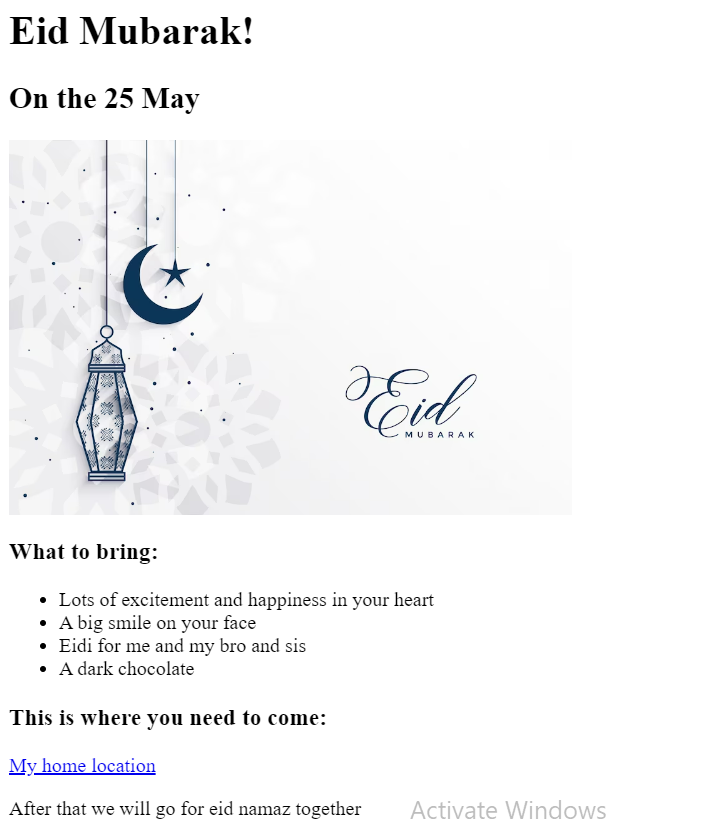 Eid Mubarak!
On the 25 May
Eid
MUBARAK
What to bring:
Lots of excitement and happiness in your heart
A big smile on your face
Eidi for me and my bro and sis
A dark chocolate
This is where you need to come:
My home location
After that we will go for eid namaz together
Activate Windows